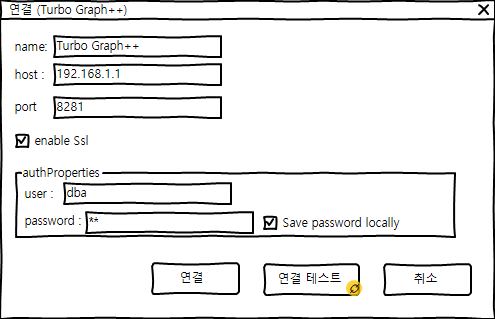 연결 (Turbo Graph++)
name: Turbo Graph++
host : 192.168.1.1
port 8281
enable Ssl
authProperties
user : dba
password : ** Save password locally
연결 연결 테스트 취소